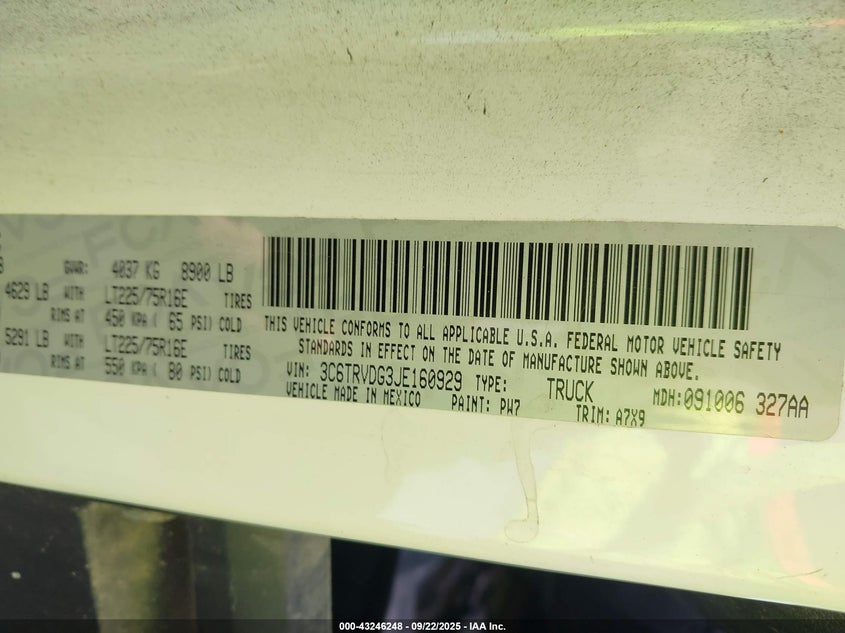 GVWR: 4037 KG 8900 LB
4629 LB WITH LT225/75R16E TIRES
RIMS AT 450 KPA ( 65 PSI) COLD
5291 LB WITH LT225/75R16E TIRES
RIMS AT 550 KPA ( 80 PSI) COLD
THIS VEHICLE CONFORMS TO ALL APPLICABLE U.S.A. FEDERAL MOTOR VEHICLE SAFETY
STANDARDS IN EFFECT ON THE DATE OF MANUFACTURE SHOWN ABOVE.
VIN: 3C6TRVDG3JE160929 TYPE: TRUCK MDH:091006 327AA
VEHICLE MADE IN MEXICO PAINT: PW7 TRIM: A7X9
000-43246248 - 09/22/2025 - IAA Inc.